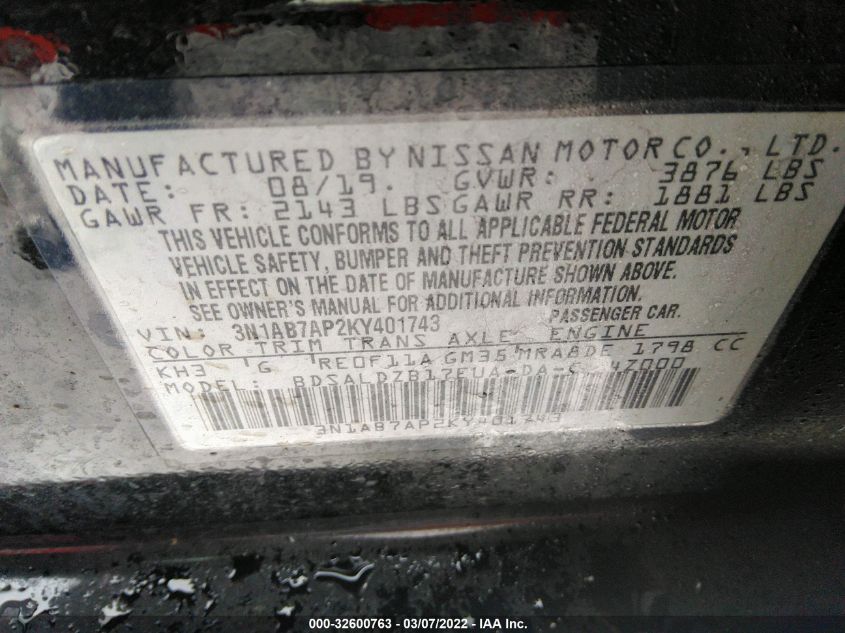 MANUFACTURED BY NISSAN MOTOR CO., LTD.
DATE: 08/19. GVWR: 3876 LBS
GAWR FR: 2143 LBS GAWR RR: 1881 LBS
THIS VEHICLE CONFORMS TO ALL APPLICABLE FEDERAL MOTOR
VEHICLE SAFETY, BUMPER AND THEFT PREVENTION STANDARDS
IN EFFECT ON THE DATE OF MANUFACTURE SHOWN ABOVE.
SEE OWNER'S MANUAL FOR ADDITIONAL INFORMATION.
VIN: 3N1AB7AP2KY401743 PASSENGER CAR.
COLOR TRIM TRANS AXLE ENGINE
KH3 G RE0F11A GM35 MRA8DE 1798 CC
MODEL:
3N1AB7AP2KY401743
000-32600763 - 03/07/2022 - IAA Inc.